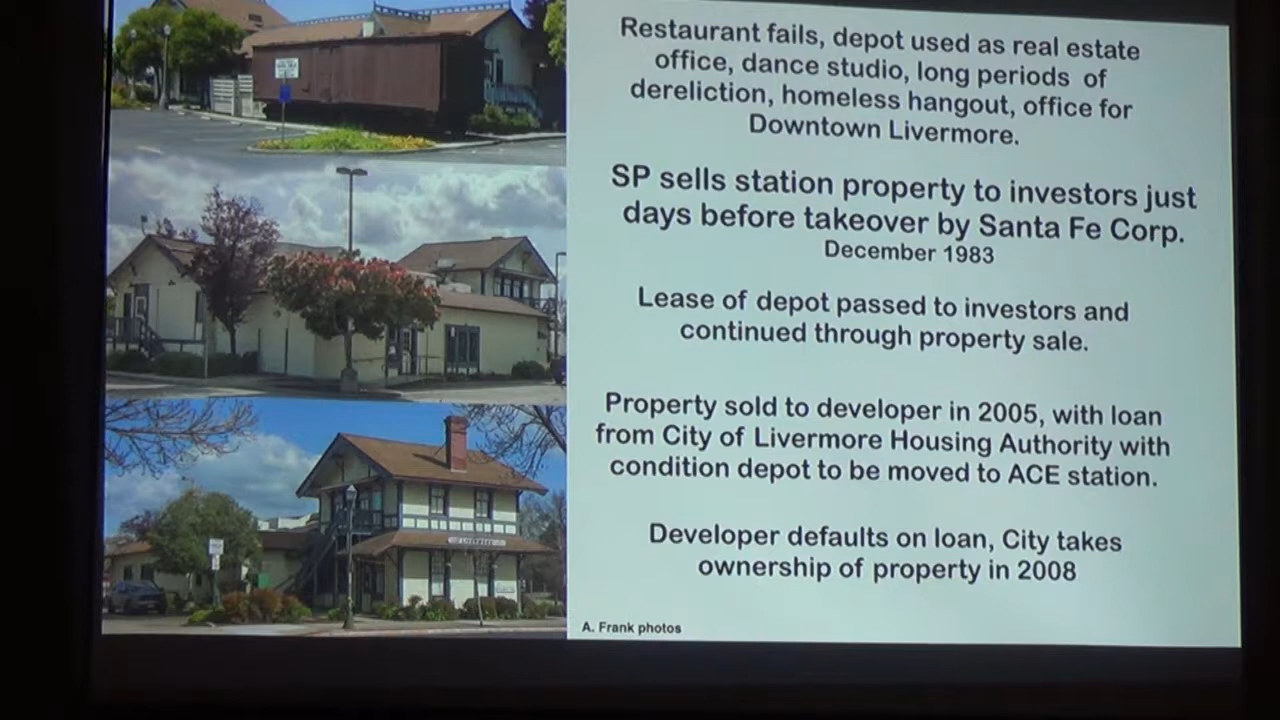 Restaurant fails, depot used as real estate
office, dance studio, long periods of
dereliction, homeless hangout, office for
Downtown Livermore.
SP sells station property to investors just
days before takeover by Santa Fe Corp.
December 1983
Lease of depot passed to investors and
continued through property sale.
Property sold to developer in 2005, with loan
from City of Livermore Housing Authority with
condition depot to be moved to ACE station.
Developer defaults on loan, City takes
ownership of property in 2008
A. Frank photos
LIVERMORE